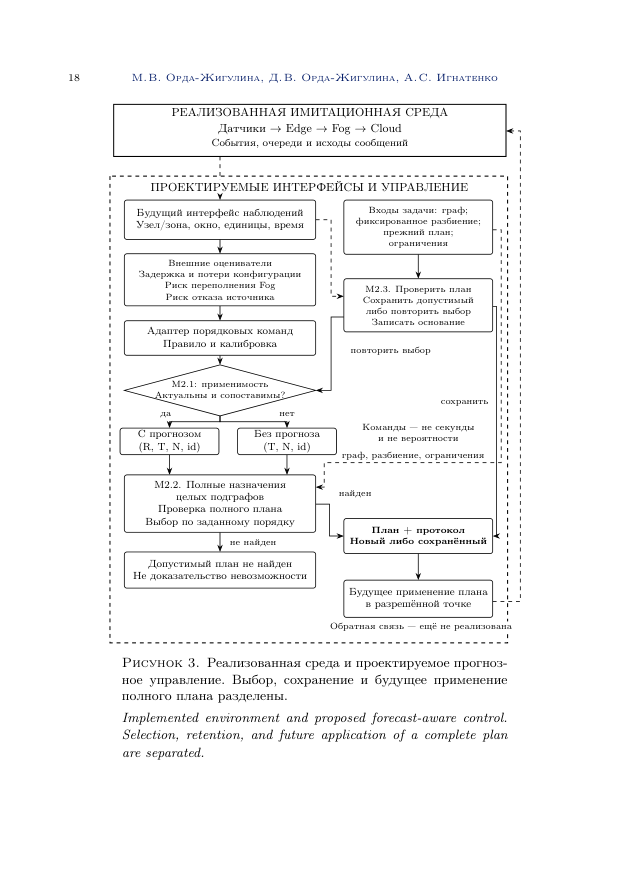 18
М. В. Орда-Жигулина, Д. В. Орда-Жигулина, А. С. Игнатенко
РЕАЛИЗОВАННАЯ ИМИТАЦИОННАЯ СРЕДА
Датчики → Edge → Fog → Cloud
События, очереди и исходы сообщений
ПРОЕКТИРУЕМЫЕ ИНТЕРФЕЙСЫ И УПРАВЛЕНИЕ
Будущий интерфейс наблюдений
Узел/зона, окно, единицы, время
Входы задачи: граф;
фиксированное разбиение;
прежний план;
ограничения
Внешние оцениватели
Задержка и потери конфигурации
Риск переполнения Fog
Риск отказа источника
М2.3. Проверить план
Сохранить допустимый
либо повторить выбор
Записать основание
Адаптер порядковых команд
Правило и калибровка
повторить выбор
М2.1: применимость
Актуальны и сопоставимы?
сохранить
да
нет
Команды — не секунды
и не вероятности
С прогнозом
(R, T, N, id)
Без прогноза
(T, N, id)
граф, разбиение, ограничения
М2.2. Полные назначения
целых подграфов
Проверка полного плана
Выбор по заданному порядку
найден
План + протокол
Новый либо сохранённый
не найден
Допустимый план не найден
Не доказательство невозможности
Будущее применение плана
в разрешённой точке
Обратная связь — ещё не реализована
Рисунок 3. Реализованная среда и проектируемое прогноз-
ное управление. Выбор, сохранение и будущее применение
полного плана разделены.
Implemented environment and proposed forecast-aware control.
Selection, retention, and future application of a complete plan
are separated.